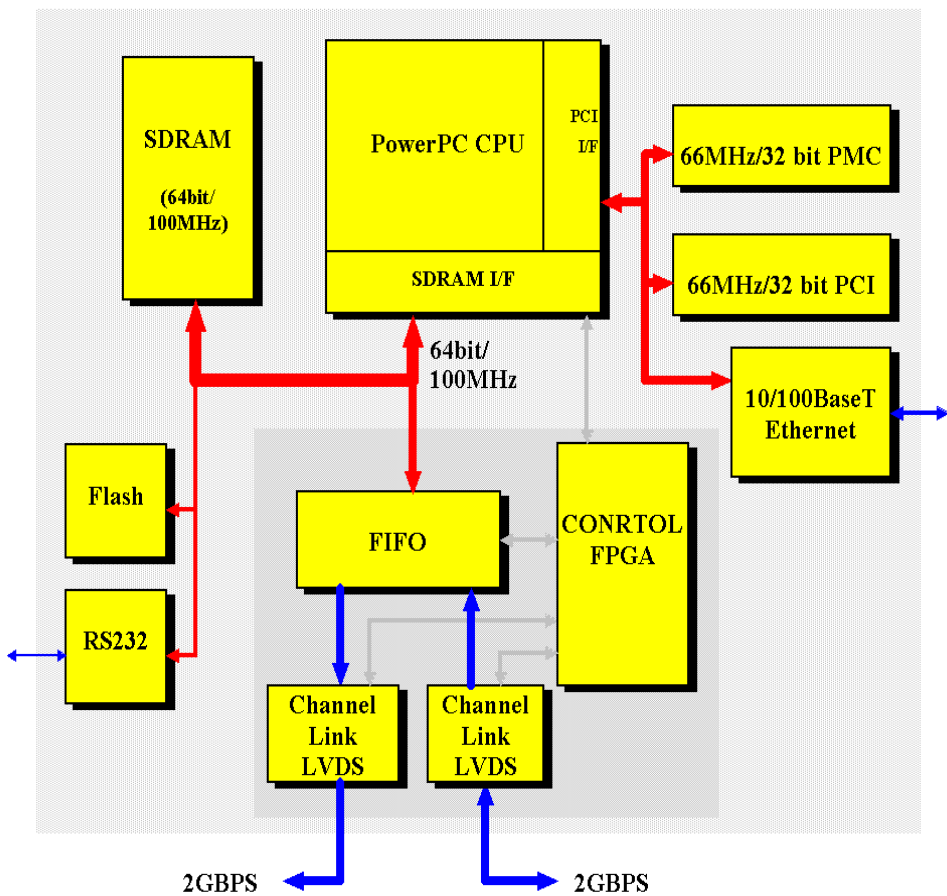 SDRAM
(64bit/
100MHz)
PowerPC CPU
PCI
I/F
SDRAM I/F
66MHz/32 bit PMC
66MHz/32 bit PCI
10/100BaseT
Ethernet
64bit/
100MHz
Flash
RS232
FIFO
CONRTOL
FPGA
Channel
Link
LVDS
Channel
Link
LVDS
2GBPS
2GBPS